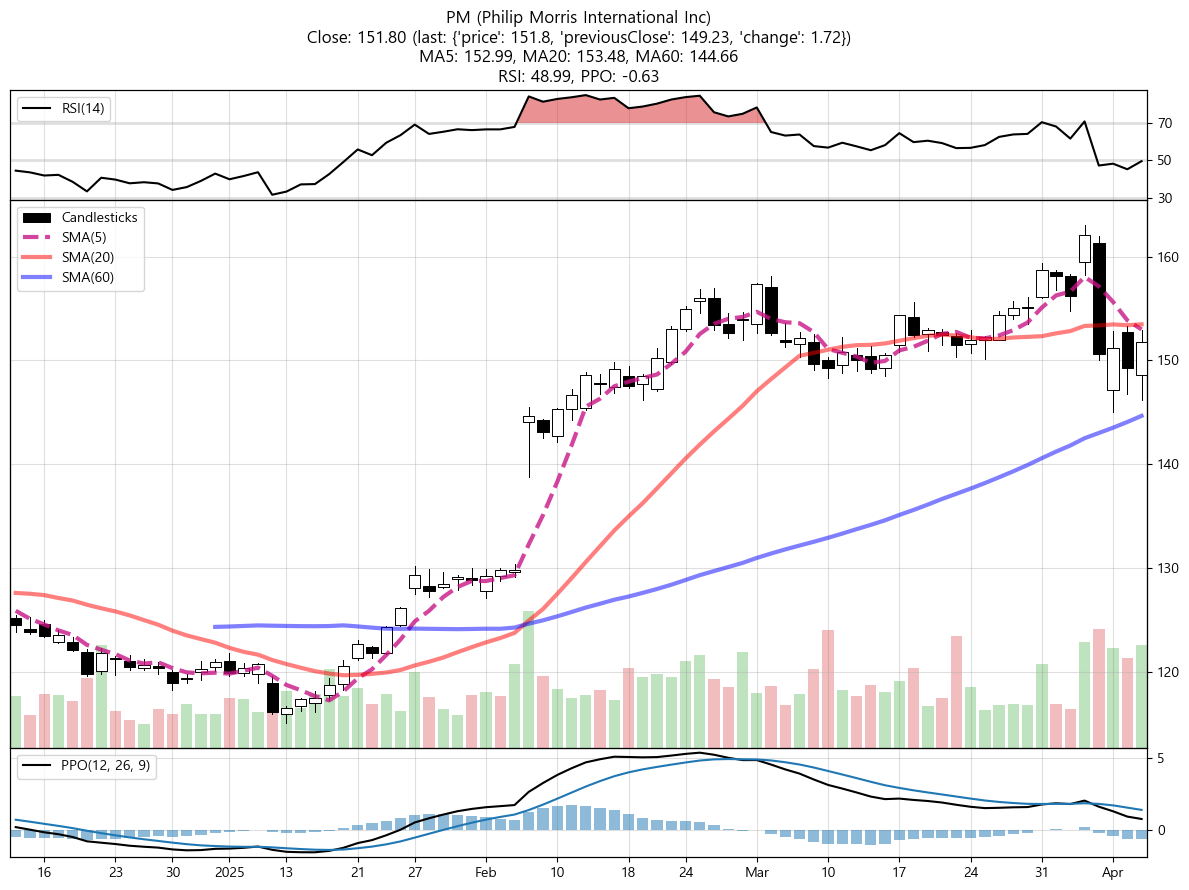 PM (Philip Morris International Inc)
Close: 151.80 (last: {'price': 151.8, 'previousClose': 149.23, 'change': 1.72})
MA5: 152.99, MA20: 153.48, MA60: 144.66
RSI: 48.99, PPO: -0.63
RSI(14)
70
50
30
Candlesticks
SMA(5)
SMA(20)
SMA(60)
160
150
140
130
120
PPO(12, 26, 9)
5
0
16 23 30 2025 13 21 27 Feb 10 18 24 Mar 10 17 24 31 Apr